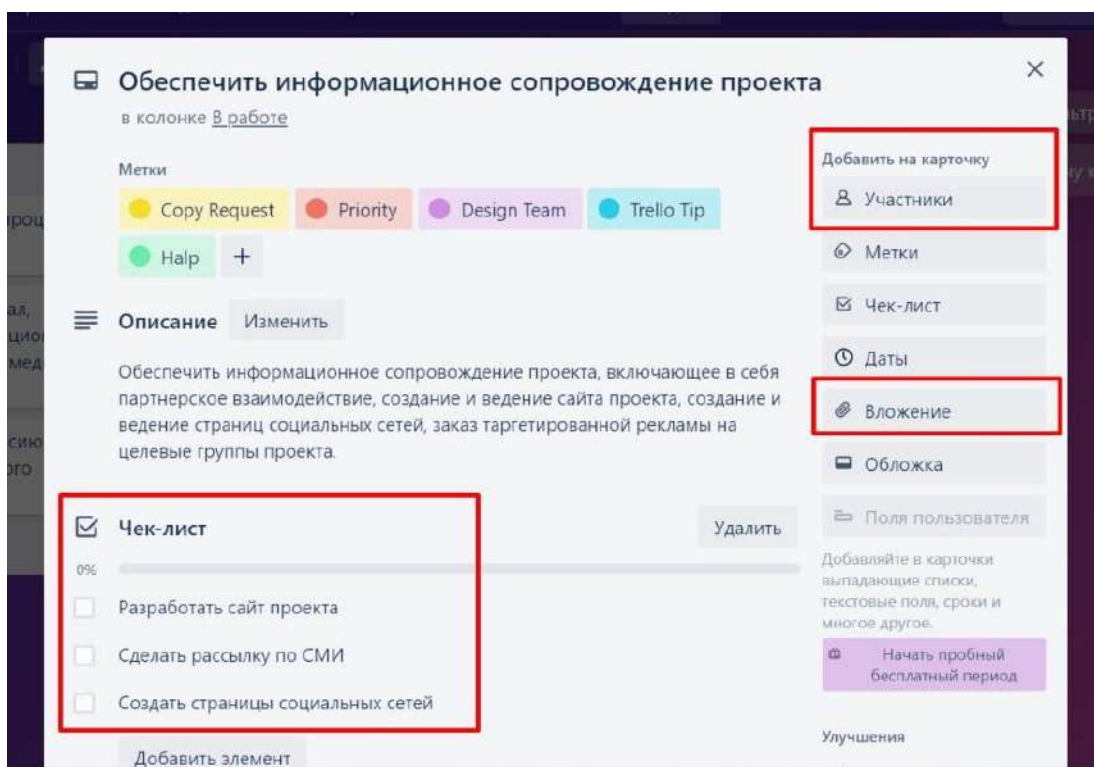 Обеспечить информационное сопровождение проекта
в колонке В работе
Метки
Copy Request
Priority
Design Team
Trello Tip
Halp
+
Описание
Изменить
Обеспечить информационное сопровождение проекта, включающее в себя
партнерское взаимодействие, создание и ведение сайта проекта, создание и
ведение страниц социальных сетей, заказ таргетированной рекламы на
целевые группы проекта.
Чек-лист
Удалить
0%
Разработать сайт проекта
Сделать рассылку по СМИ
Создать страницы социальных сетей
Добавить элемент
Добавить на карточку
Участники
Метки
Чек-лист
Даты
Вложение
Обложка
Поля пользователя
Добавляйте в карточки
выпадающие списки,
текстовые поля, сроки и
многое другое.
Начать пробный
бесплатный период
Улучшения